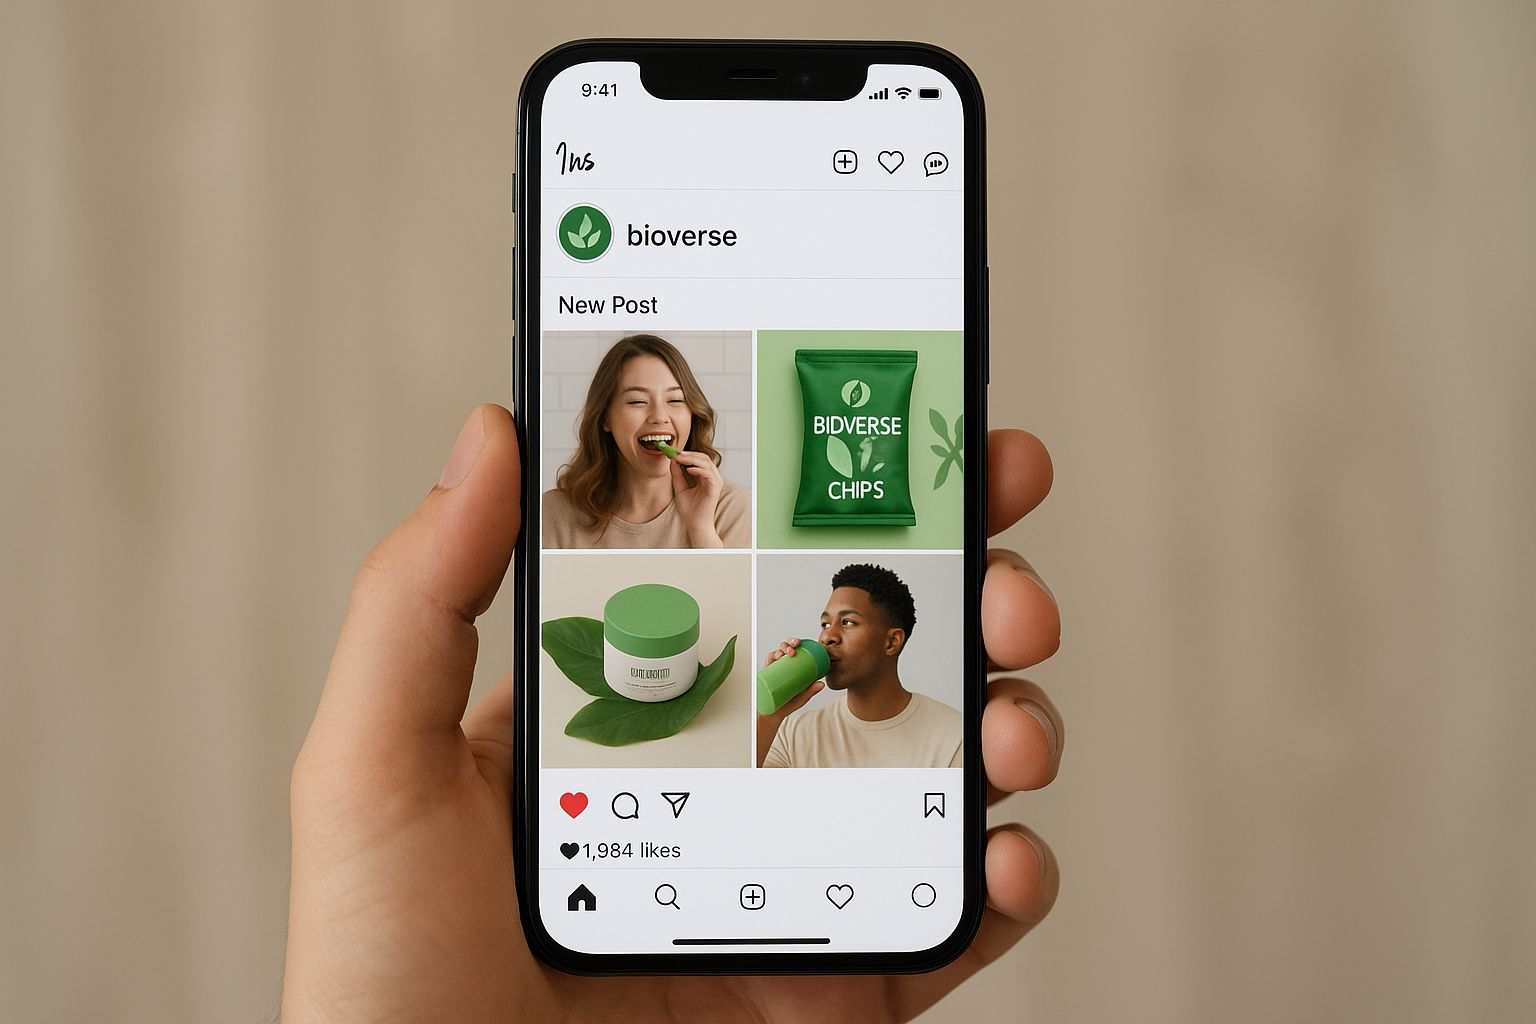 9:41
Ins
bioverse
New Post
BIDVERSE
CHIPS
1,984 likes